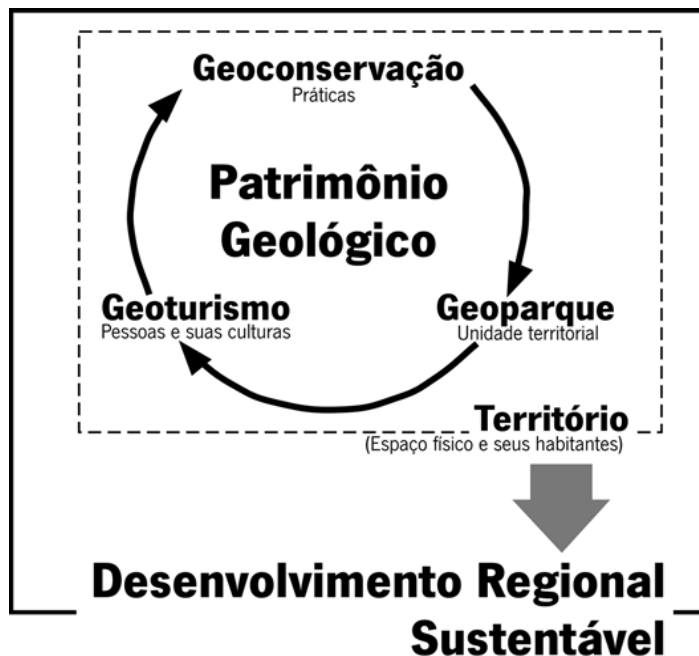 Geoconservação
Práticas
Patrimônio
Geológico
Geoturismo
Pessoas e suas culturas
Geoparque
Unidade territorial
Território
(Espaço físico e seus habitantes)
Desenvolvimento Regional
Sustentável